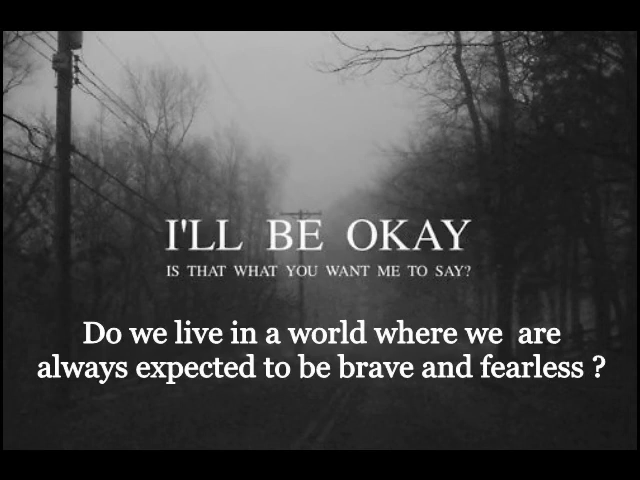 I'LL BE OKAY
IS THAT WHAT YOU WANT ME TO SAY?
Do we live in a world where we are
always expected to be brave and fearless ?